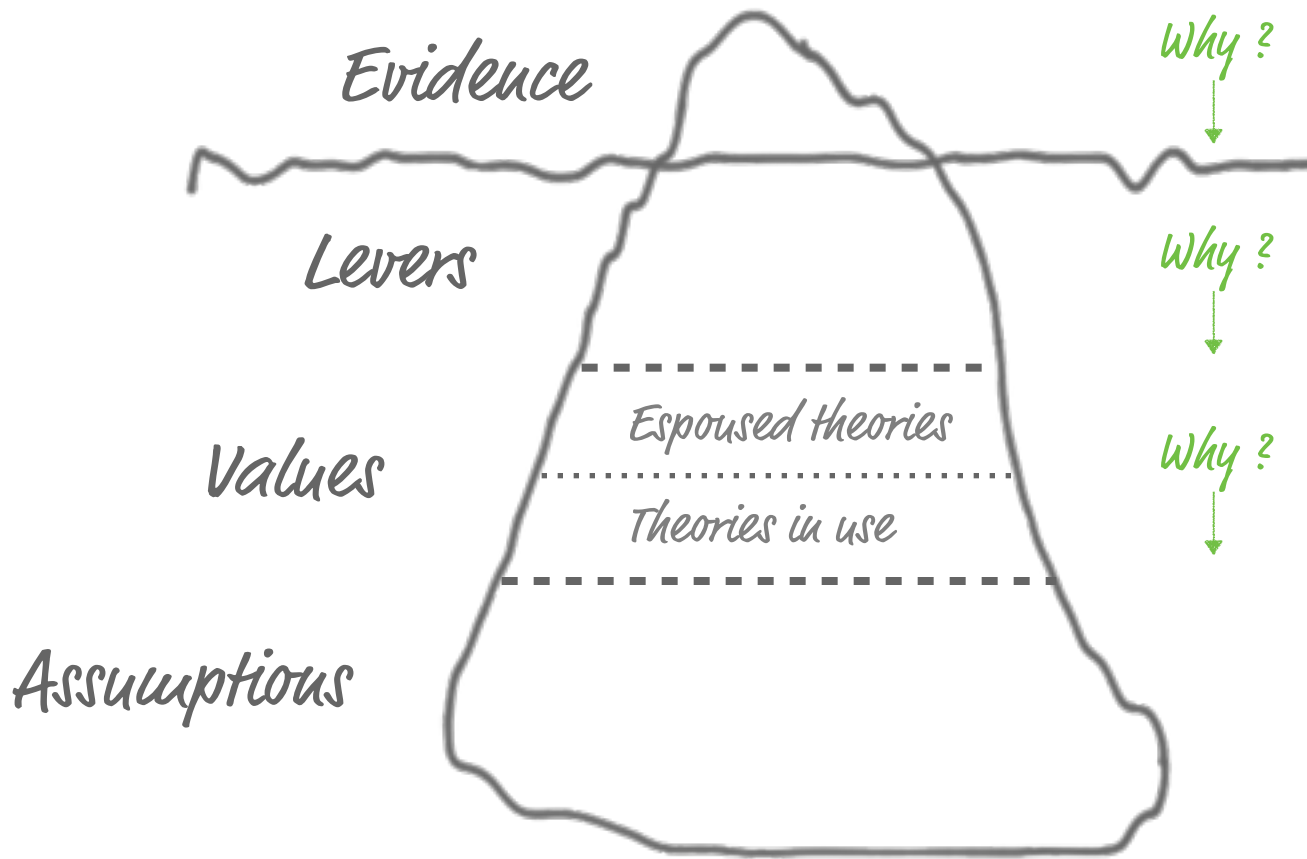 Evidence
Why ?
Levers
Why ?
Espoused theories
Values
Why ?
Theories in use
Assumptions